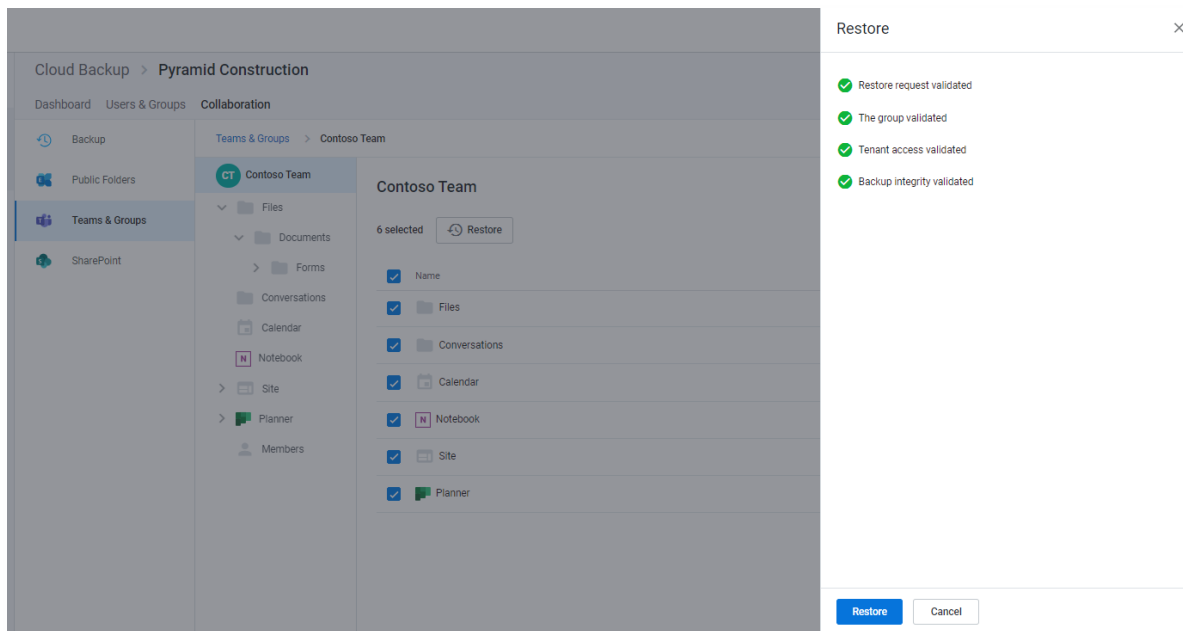 Restore
Cloud Backup > Pyramid Construction
Dashboard Users & Groups Collaboration
Backup
Public Folders
Teams & Groups
SharePoint
Teams & Groups > Contoso Team
CT Contoso Team
Files
Documents
Forms
Conversations
Calendar
N Notebook
Site
Planner
Members
Contoso Team
6 selected Restore
Name
Files
Conversations
Calendar
N Notebook
Site
Planner
Restore request validated
The group validated
Tenant access validated
Backup integrity validated
Restore Cancel